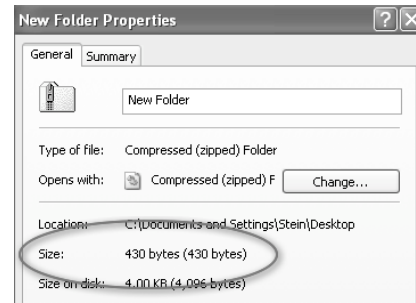 New Folder Properties
General Summary
New Folder
Type of file: Compressed (zipped) Folder
Opens with: Compressed (zipped) F Change...
Location: C:\Documents and Settings\Stein\Desktop
Size: 430 bytes (430 bytes)
Size on disk: 4.00 KB (4,096 bytes)